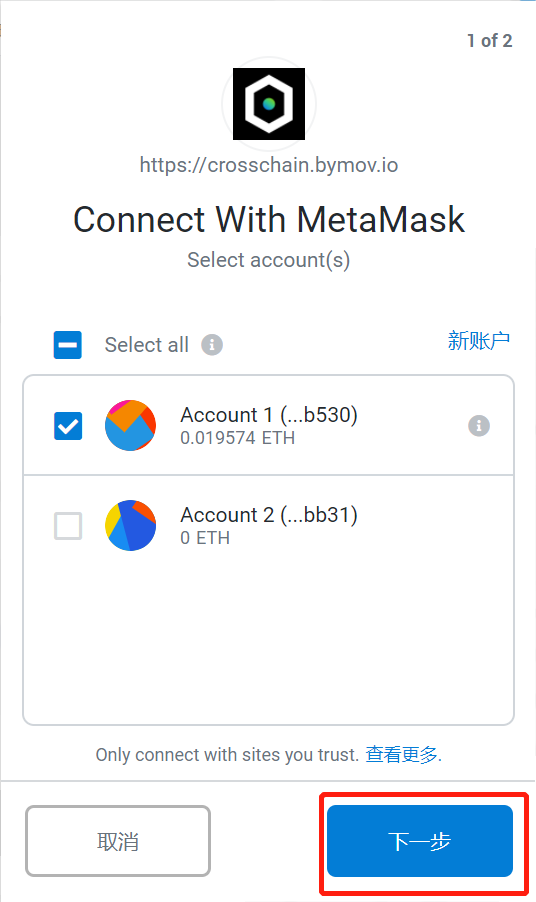 1 of 2
https://crosschain.bymov.io
Connect With MetaMask
Select account(s)
Select all
新账户
Account 1 (...b530)
0.019574 ETH
Account 2 (...bb31)
0 ETH
Only connect with sites you trust. 查看更多.
取消
下一步